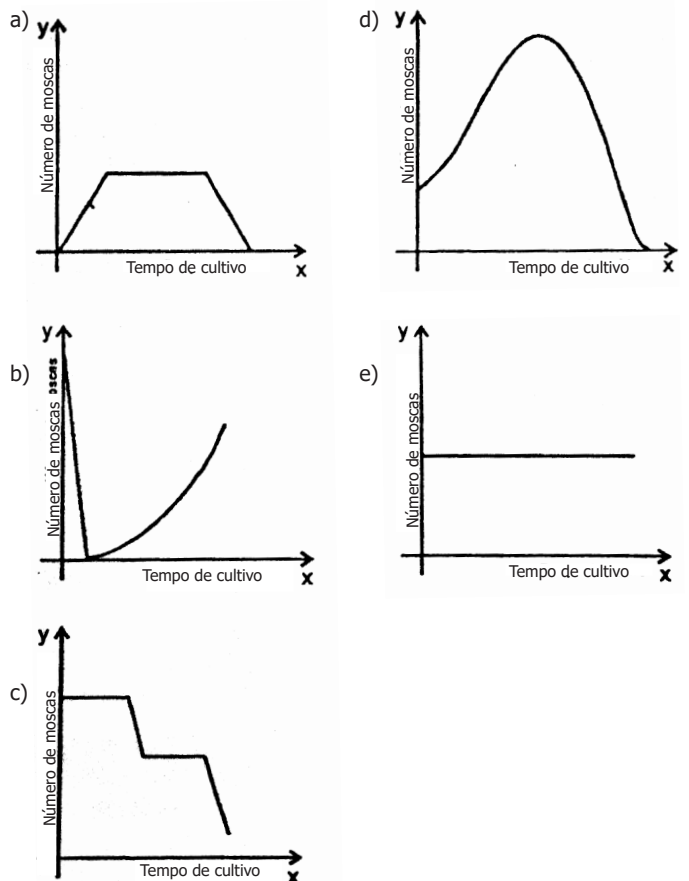 a)
y
Número de moscas
Tempo de cultivo
x
b)
y
Número de moscas
Tempo de cultivo
x
c)
y
Número de moscas
Tempo de cultivo
x
d)
y
Número de moscas
Tempo de cultivo
x
e)
y
Número de moscas
Tempo de cultivo
x